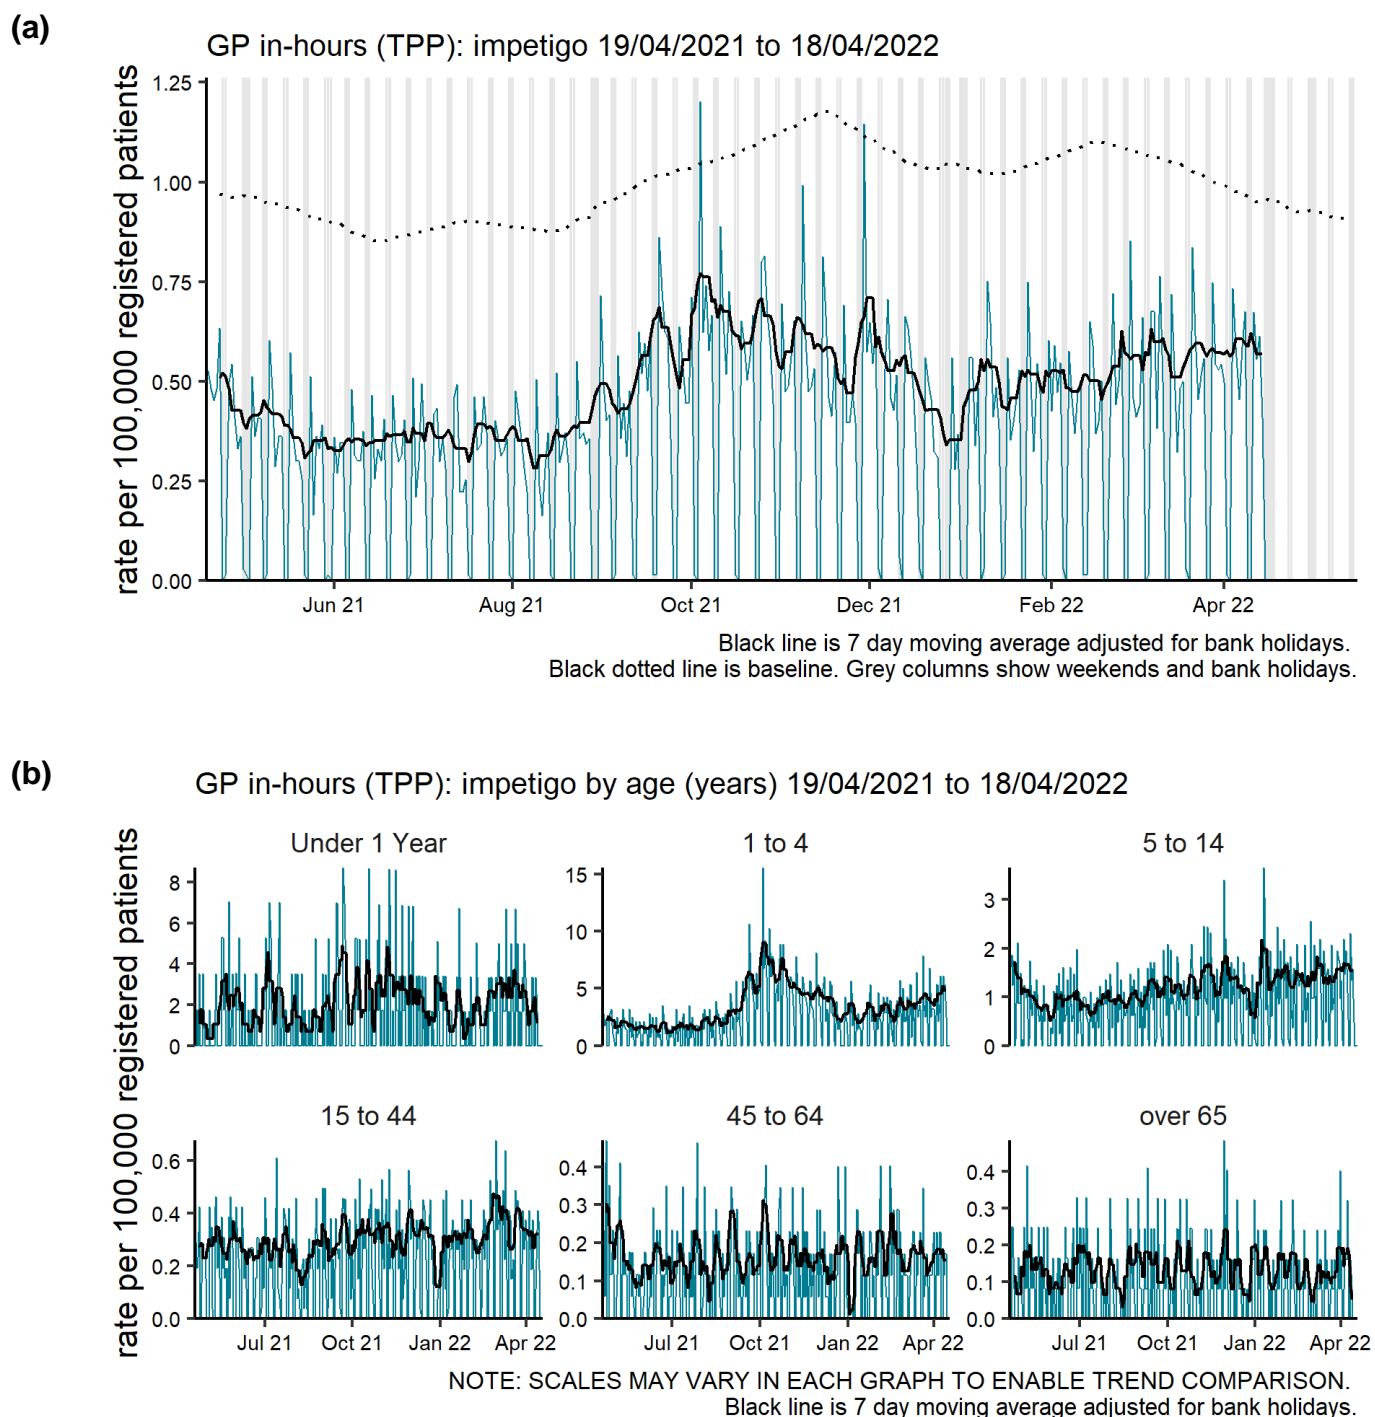 (a)
GP in-hours (TPP): impetigo 19/04/2021 to 18/04/2022
rate per 100,000 registered patients
1.25
1.00
0.75
0.50
0.25
0.00
Jun 21 Aug 21 Oct 21 Dec 21 Feb 22 Apr 22
Black line is 7 day moving average adjusted for bank holidays.
Black dotted line is baseline. Grey columns show weekends and bank holidays.
(b)
GP in-hours (TPP): impetigo by age (years) 19/04/2021 to 18/04/2022
rate per 100,000 registered patients
Under 1 Year
8
6
4
2
0
1 to 4
15
10
5
0
5 to 14
3
2
1
0
15 to 44
0.6
0.4
0.2
0.0
Jul 21 Oct 21 Jan 22 Apr 22
45 to 64
0.4
0.3
0.2
0.1
0.0
Jul 21 Oct 21 Jan 22 Apr 22
over 65
0.4
0.3
0.2
0.1
0.0
Jul 21 Oct 21 Jan 22 Apr 22
NOTE: SCALES MAY VARY IN EACH GRAPH TO ENABLE TREND COMPARISON.
Black line is 7 day moving average adjusted for bank holidays.